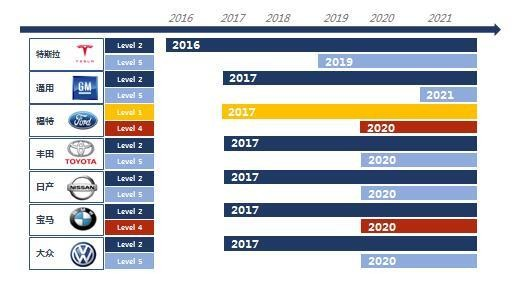 2016 2017 2018 2019 2020 2021
特斯拉 TESLA Level 2 2016
Level 5 2019
通用 GM Level 2 2017
Level 5 2021
福特 Ford Level 1 2017
Level 4 2020
丰田 TOYOTA Level 2 2017
Level 5 2020
日产 NISSAN Level 2 2017
Level 5 2020
宝马 BMW Level 2 2017
Level 4 2020
大众 Level 2 2017
Level 5 2020